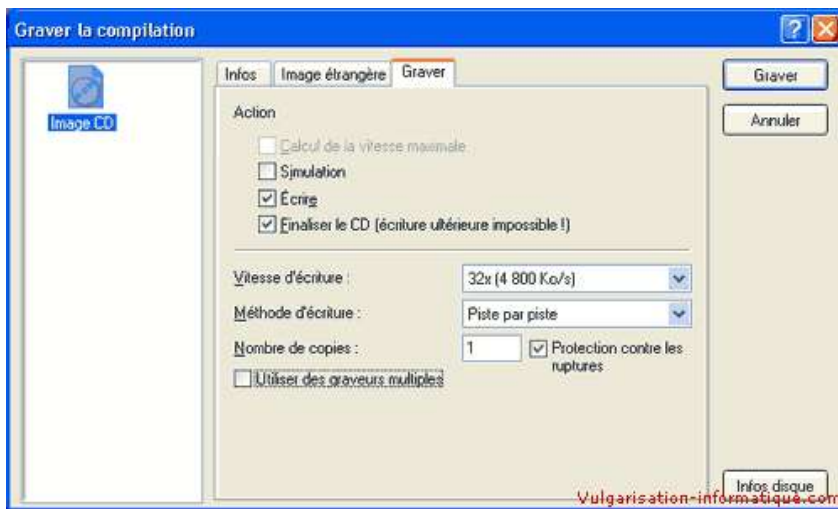 Graver la compilation
Infos
Image étrangère
Graver
Graver
Image CD
Action
Annuler
Calcul de la vitesse maximale
Simulation
Écrire
Finaliser le CD (écriture ultérieure impossible !)
Vitesse d'écriture :
32x (4 800 Ko/s)
Méthode d'écriture :
Piste par piste
Nombre de copies :
1
Protection contre les
ruptures
Utiliser des graveurs multiples
Infos disque
Vulgarisation-informatique.com